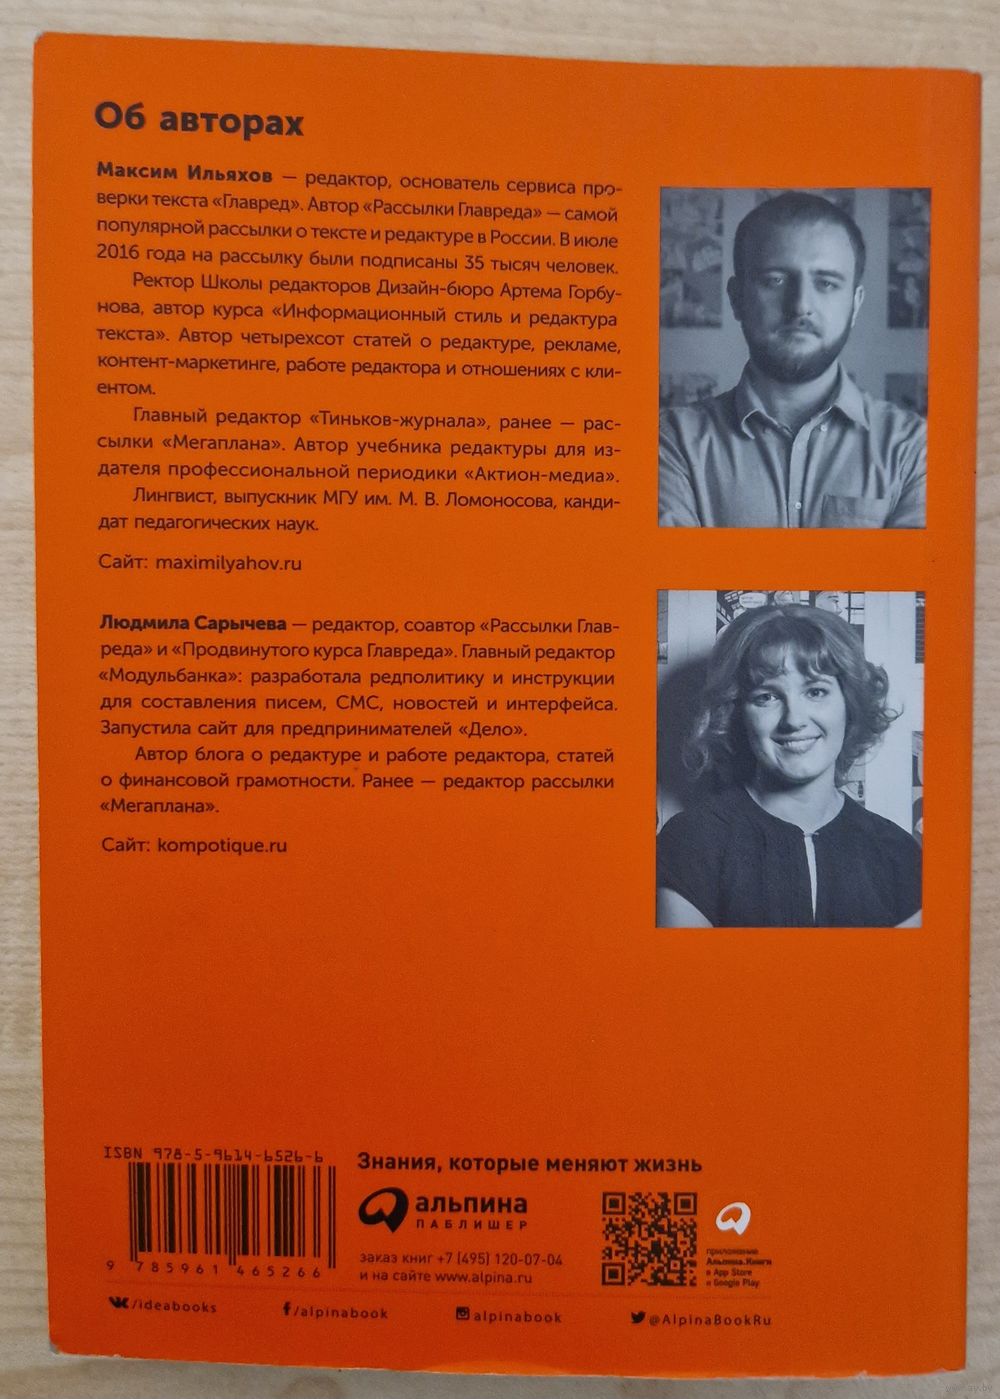 Об авторах
Максим Ильяхов — редактор, основатель сервиса про-
верки текста «Главред». Автор «Рассылки Главреда» — самой
популярной рассылки о тексте и редактуре в России. В июле
2016 года на рассылку были подписаны 35 тысяч человек.
Ректор Школы редакторов Дизайн-бюро Артема Горбу-
нова, автор курса «Информационный стиль и редактура
текста». Автор четырехсот статей о редактуре, рекламе,
контент-маркетинге, работе редактора и отношениях с кли-
ентом.
Главный редактор «Тиньков-журнала», ранее — рас-
сылки «Мегаплана». Автор учебника редактуры для из-
дателя профессиональной периодики «Актион-медиа».
Лингвист, выпускник МГУ им. М. В. Ломоносова, канди-
дат педагогических наук.
Сайт: maximilyahov.ru
Людмила Сарычева — редактор, соавтор «Рассылки Глав-
реда» и «Продвинутого курса Главреда». Главный редактор
«Модульбанка»: разработала редполитику и инструкции
для составления писем, СМС, новостей и интерфейса.
Запустила сайт для предпринимателей «Дело».
Автор блога о редактуре и работе редактора, статей
о финансовой грамотности. Ранее — редактор рассылки
«Мегаплана».
Сайт: kompotique.ru
ISBN 978-5-9614-6526-6
9 785961 465266
Знания, которые меняют жизнь
альпина
ПАБЛИШЕР
заказ книг +7 (495) 120-07-04
и на сайте www.alpina.ru
приложение
Альпина.Книги
в App Store
и Google Play
/ideabooks
/alpinabook
alpinabook
@AlpinaBookRu